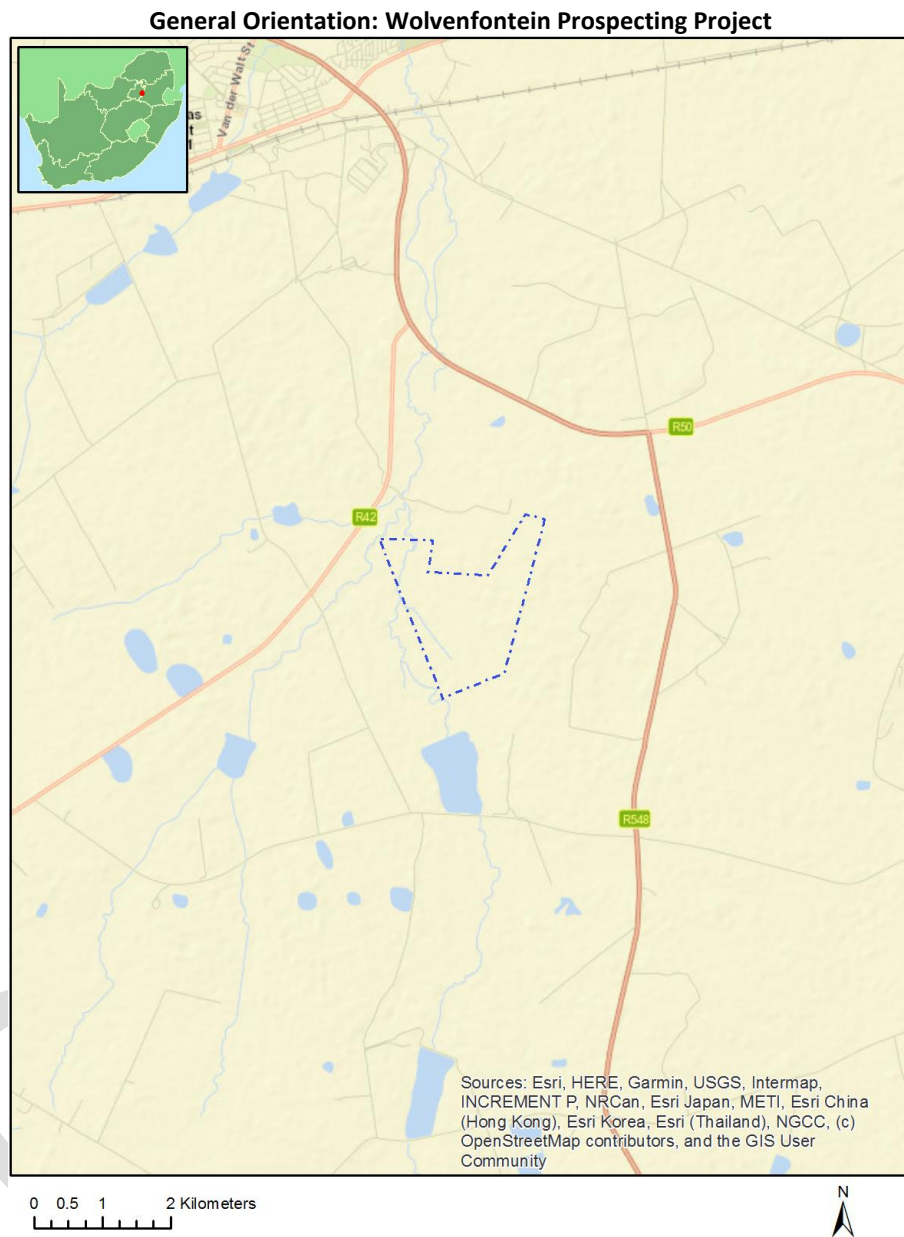 General Orientation: Wolvenfontein Prospecting Project
Van der Walt St
as
t
1
R50
R42
R548
Sources: Esri, HERE, Garmin, USGS, Intermap,
INCREMENT P, NRCan, Esri Japan, METI, Esri China
(Hong Kong), Esri Korea, Esri (Thailand), NGCC, (c)
OpenStreetMap contributors, and the GIS User
Community
0 0.5 1 2 Kilometers
N